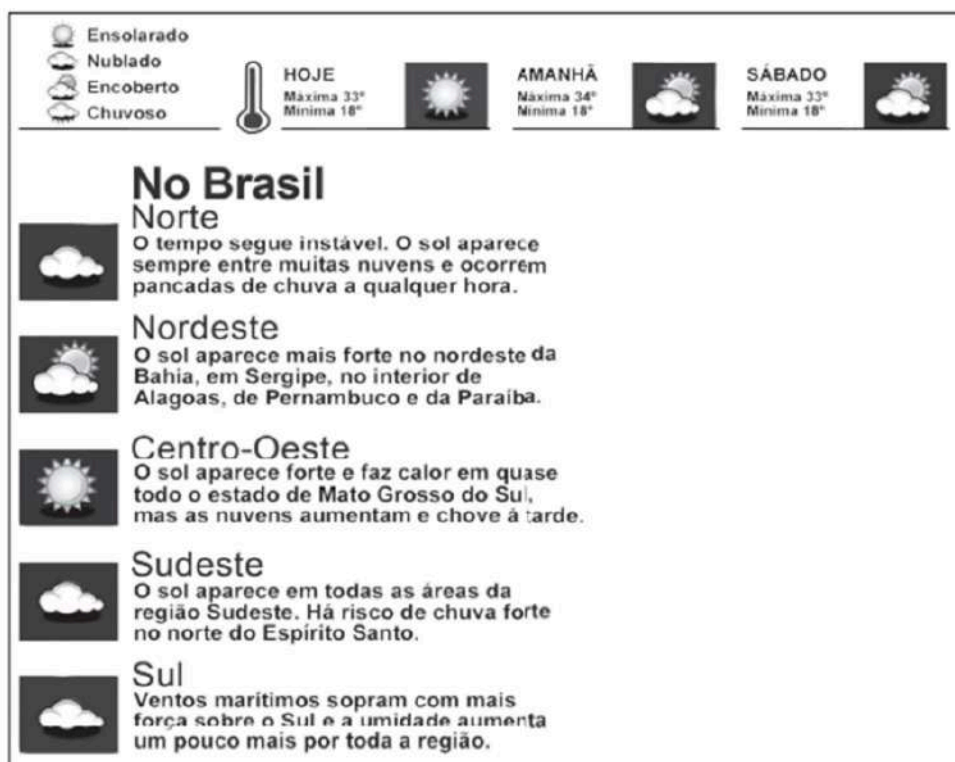 Ensolarado
Nublado
Encoberto
Chuvoso
HOJE
Máxima 33°
Mínima 18°
AMANHÃ
Máxima 34°
Mínima 18°
SÁBADO
Máxima 33°
Mínima 18°
No Brasil
Norte
O tempo segue instável. O sol aparece
sempre entre muitas nuvens e ocorrem
pancadas de chuva a qualquer hora.
Nordeste
O sol aparece mais forte no nordeste da
Bahia, em Sergipe, no interior de
Alagoas, de Pernambuco e da Paraíba.
Centro-Oeste
O sol aparece forte e faz calor em quase
todo o estado de Mato Grosso do Sul,
mas as nuvens aumentam e chove à tarde.
Sudeste
O sol aparece em todas as áreas da
região Sudeste. Há risco de chuva forte
no norte do Espírito Santo.
Sul
Ventos marítimos sopram com mais
força sobre o Sul e a umidade aumenta
um pouco mais por toda a região.